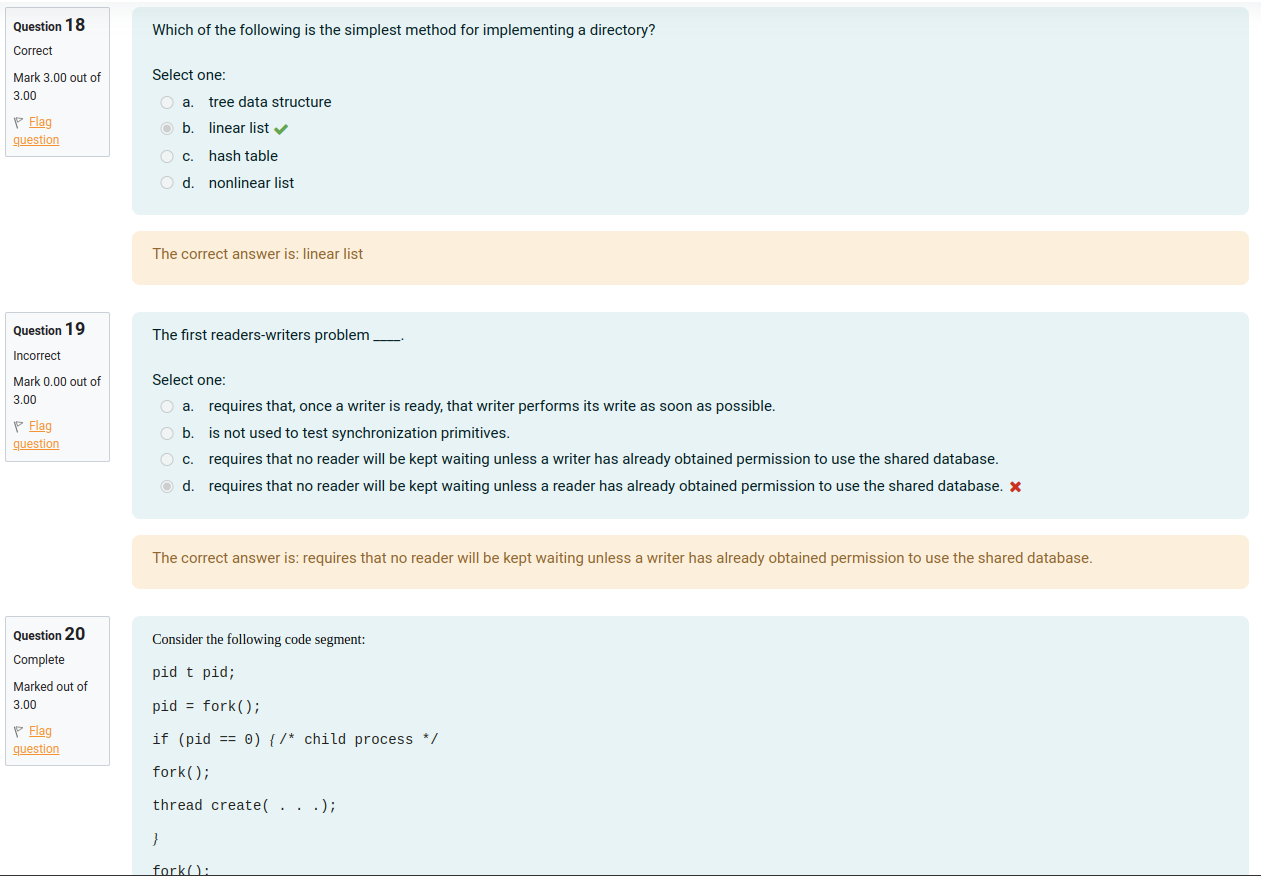 Question 18
Correct
Mark 3.00 out of
3.00
Flag
question
Which of the following is the simplest method for implementing a directory?
Select one:
a. tree data structure
b. linear list
c. hash table
d. nonlinear list
The correct answer is: linear list
Question 19
Incorrect
Mark 0.00 out of
3.00
Flag
question
The first readers-writers problem ____.
Select one:
a. requires that, once a writer is ready, that writer performs its write as soon as possible.
b. is not used to test synchronization primitives.
c. requires that no reader will be kept waiting unless a writer has already obtained permission to use the shared database.
d. requires that no reader will be kept waiting unless a reader has already obtained permission to use the shared database.
The correct answer is: requires that no reader will be kept waiting unless a writer has already obtained permission to use the shared database.
Question 20
Complete
Marked out of
3.00
Flag
question
Consider the following code segment:
pid t pid;
pid = fork();
if (pid == 0) { /* child process */
fork();
thread create( . . .);
}
fork();